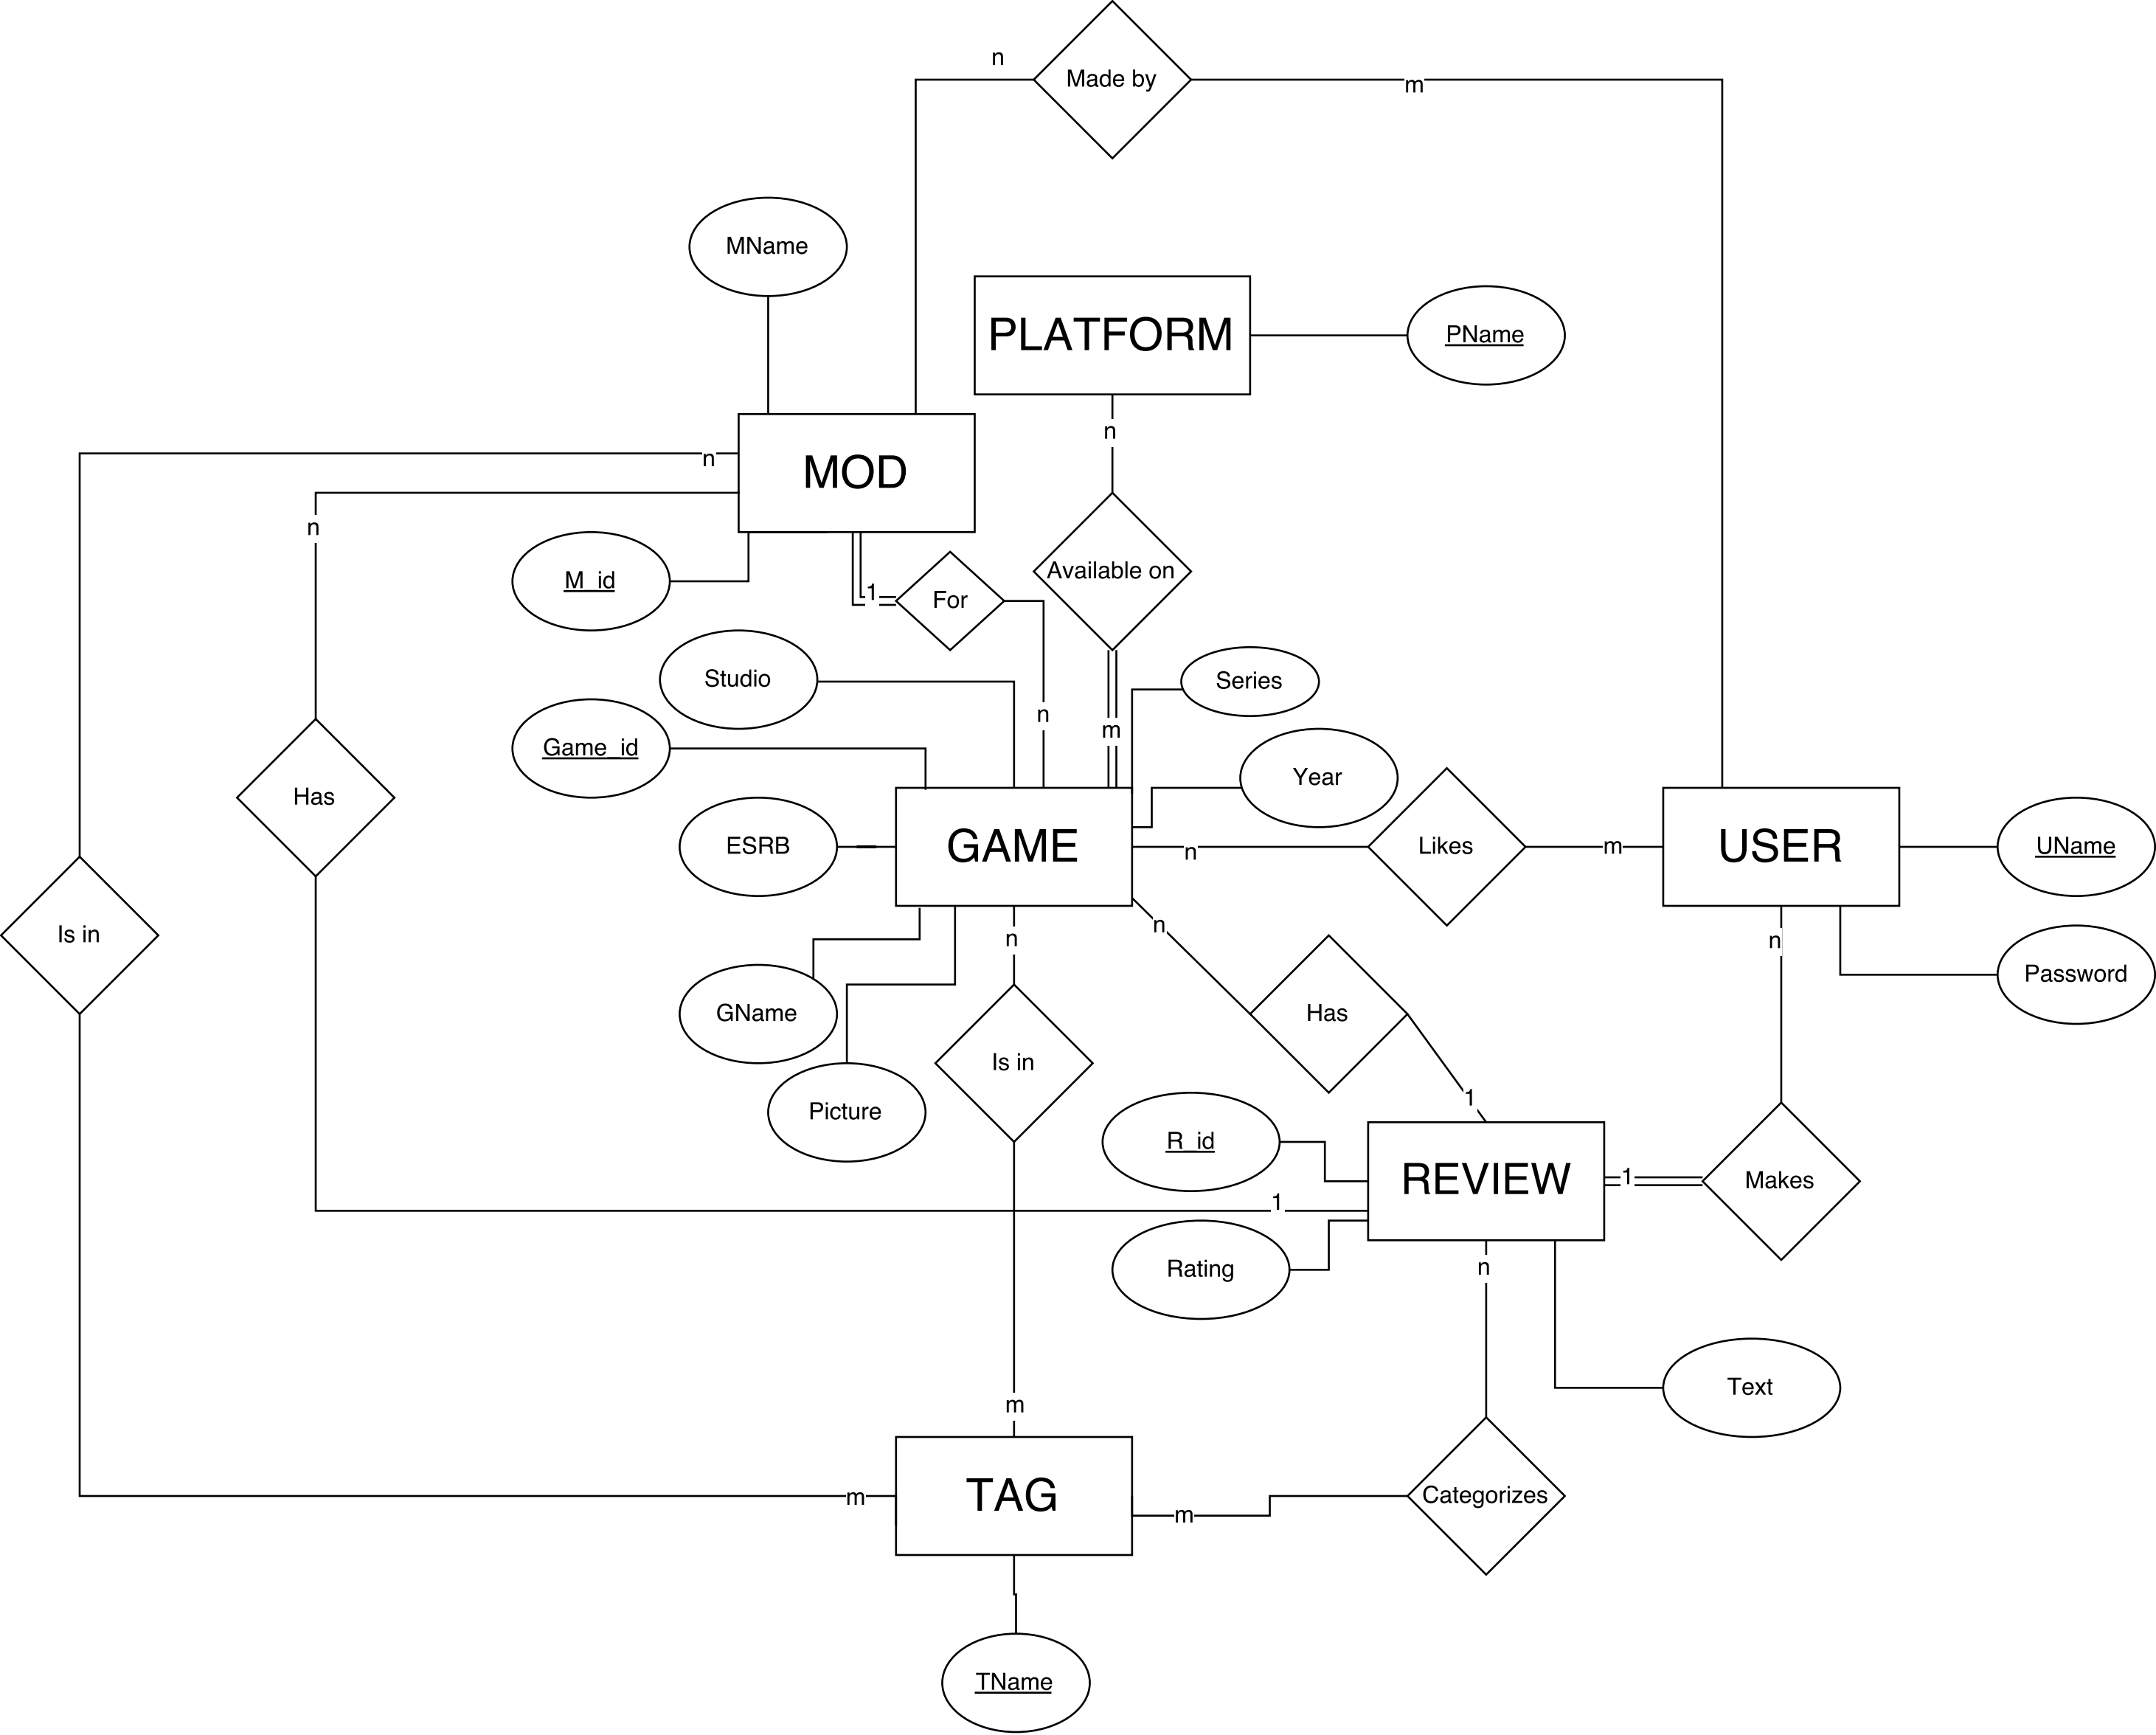 n
Made by
m
MName
PLATFORM
PName
n
MOD
n
n
M_id
1
For
Available on
Studio
Series
n
m
Game_id
Year
Has
ESRB
GAME
n
Likes
m
USER
UName
Is in
n
n
n
Password
GName
Is in
Has
Picture
1
R_id
REVIEW
1
Makes
1
Rating
n
Text
m
TAG
m
m
Categorizes
TName